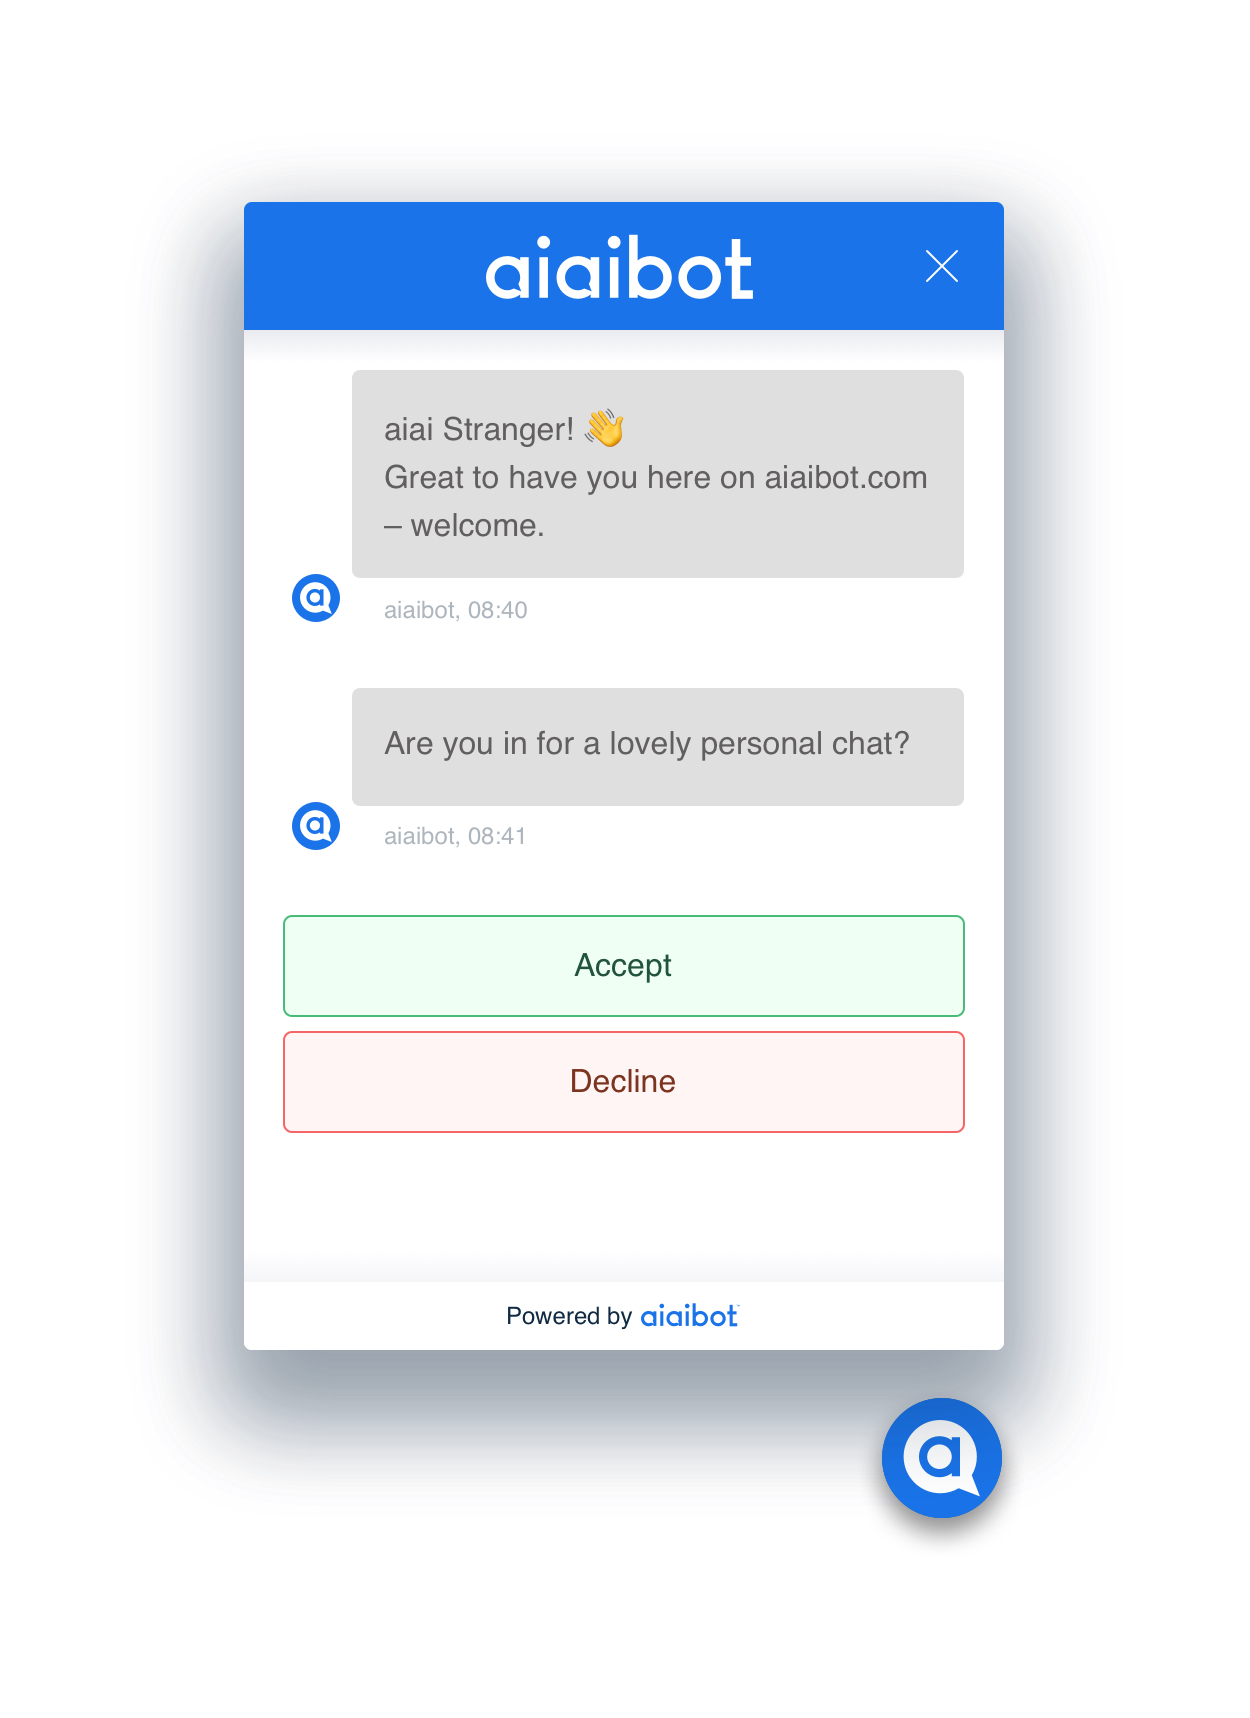 aiaibot
aiai Stranger! 👋
Great to have you here on aiaibot.com
– welcome.
aiaibot, 08:40
Are you in for a lovely personal chat?
aiaibot, 08:41
Accept
Decline
Powered by aiaibot